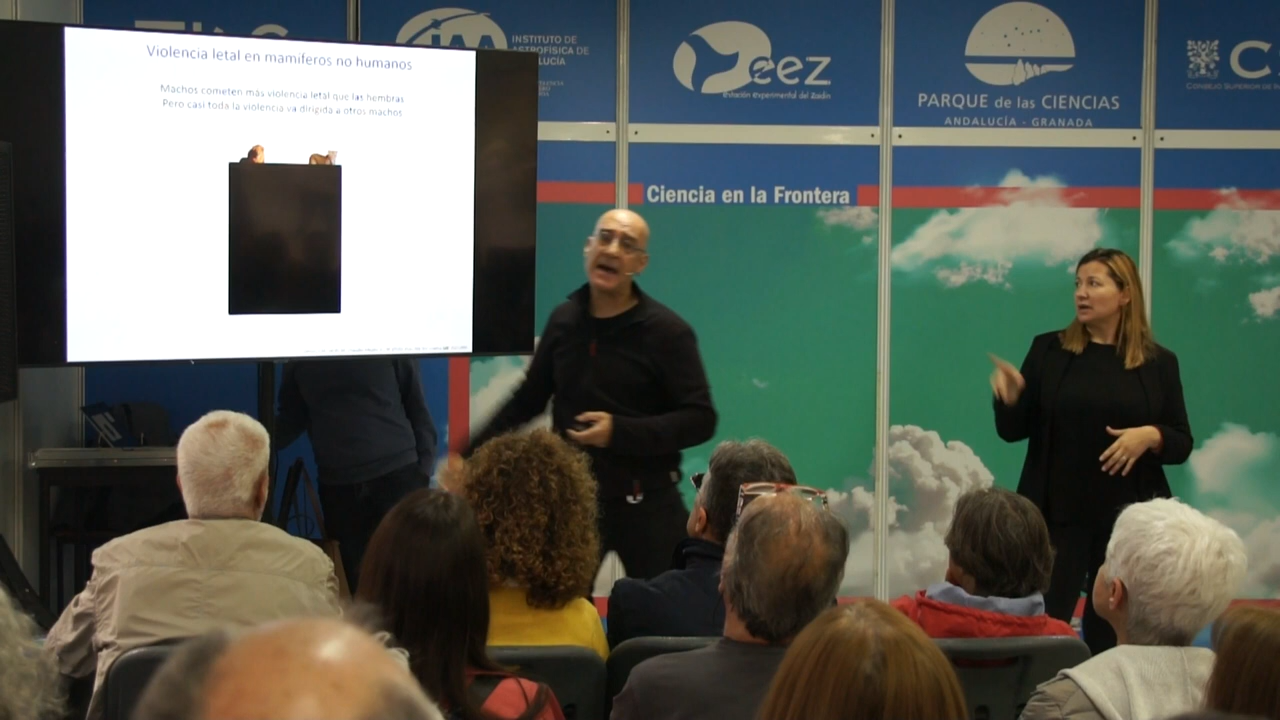 Violencia letal en mamíferos no humanos
Machos cometen más violencia letal que las hembras
Pero casi toda la violencia va dirigida a otros machos
IAA
INSTITUTO DE
ASTROFÍSICA DE
eez
estación experimental del Zaidín
PARQUE de las CIENCIAS
ANDALUCÍA - GRANADA
CONSEJO SUPERIOR DE
Ciencia en la Frontera